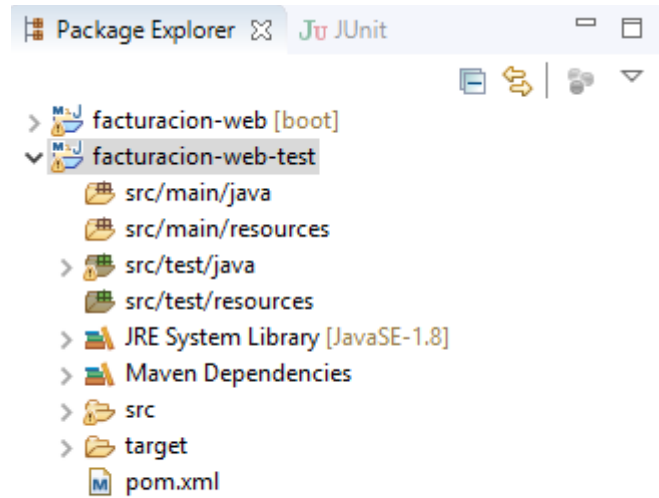 Package Explorer JU JUnit
facturacion-web [boot]
facturacion-web-test
src/main/java
src/main/resources
src/test/java
src/test/resources
JRE System Library [JavaSE-1.8]
Maven Dependencies
src
target
pom.xml